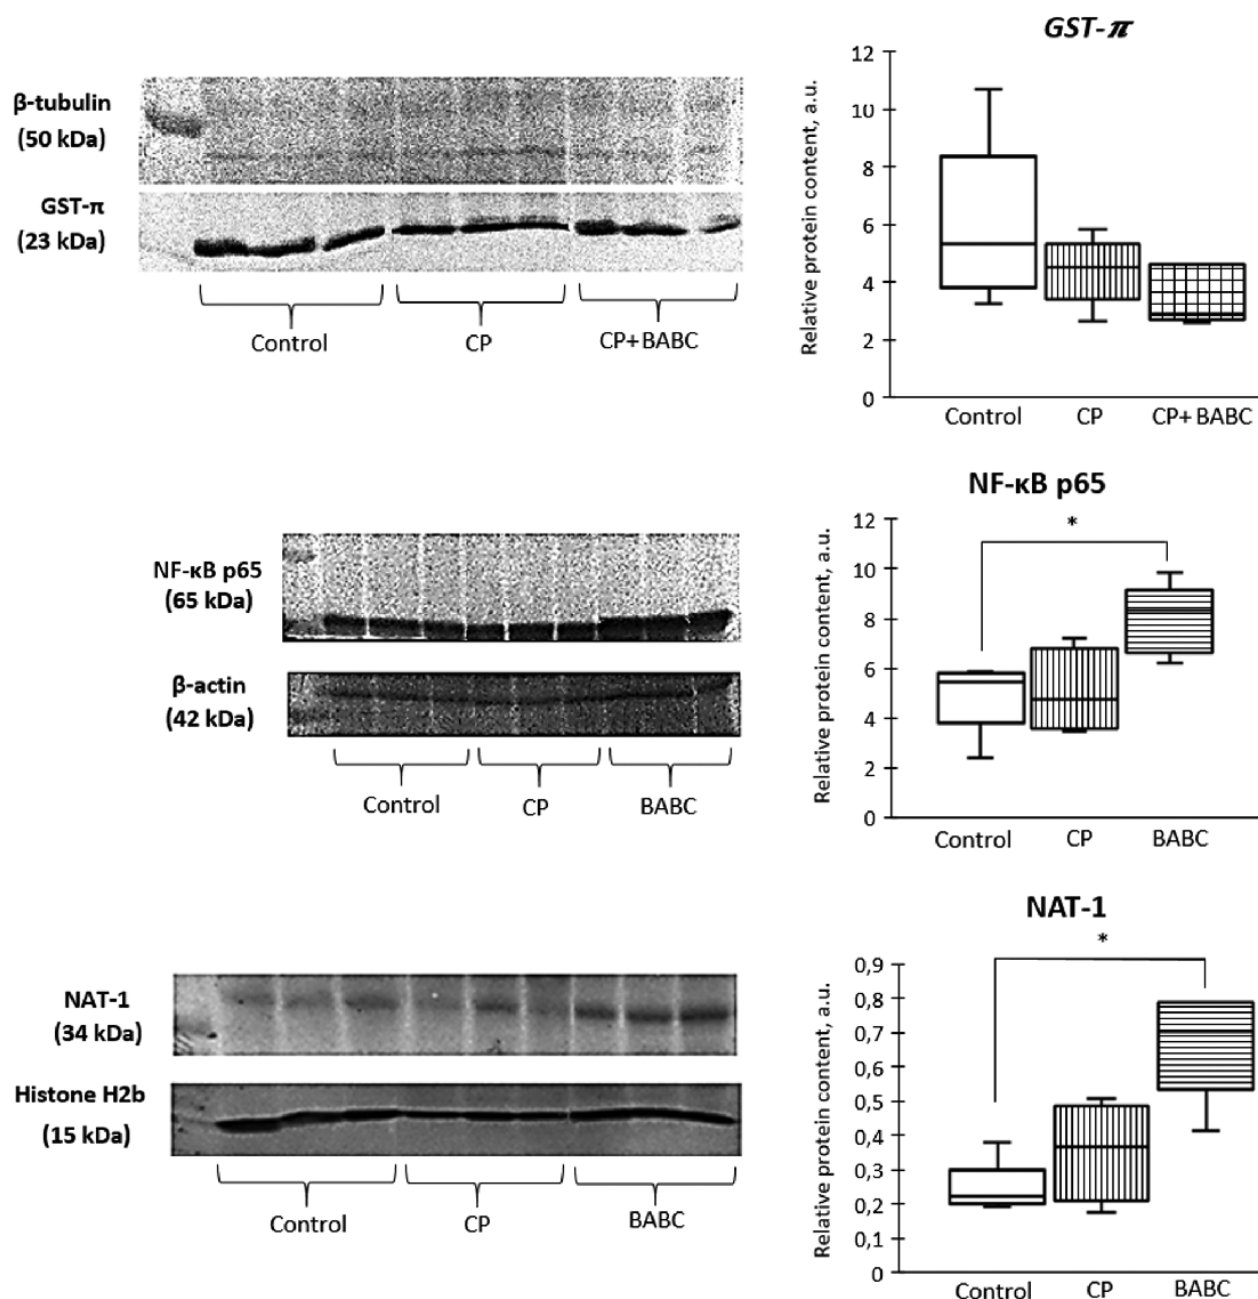 β-tubulin
(50 kDa)
GST-π
(23 kDa)
Control
CP
CP+BABC
GST-π
Relative protein content, a.u.
12
10
8
6
4
2
0
Control
CP
CP+BABC
NF-κB p65
(65 kDa)
β-actin
(42 kDa)
Control
CP
BABC
NF-κB p65
*
Relative protein content, a.u.
12
10
8
6
4
2
0
Control
CP
BABC
NAT-1
(34 kDa)
Histone H2b
(15 kDa)
Control
CP
BABC
NAT-1
*
Relative protein content, a.u.
0,9
0,8
0,7
0,6
0,5
0,4
0,3
0,2
0,1
0
Control
CP
BABC